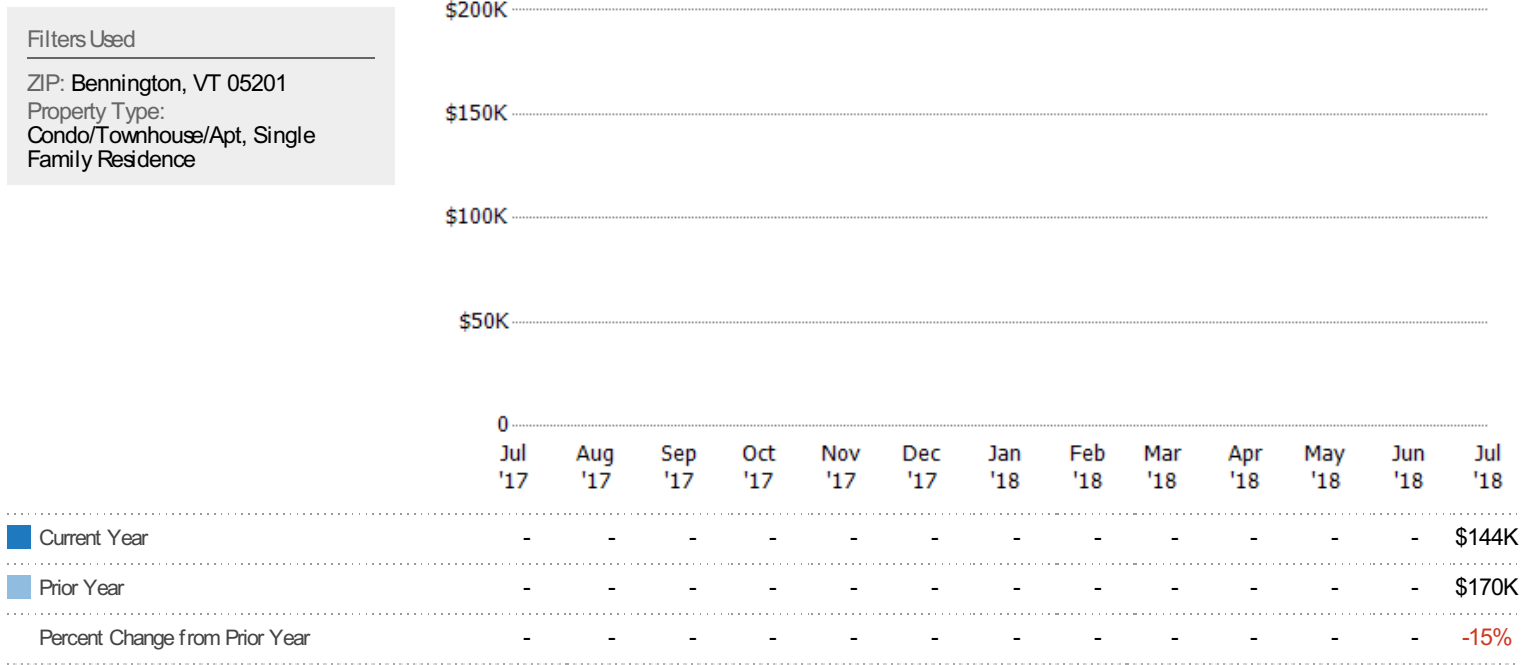 Filters Used
ZIP: Bennington, VT 05201
Property Type:
Condo/Townhouse/Apt, Single
Family Residence
$200K
$150K
$100K
$50K
0
Jul Aug Sep Oct Nov Dec Jan Feb Mar Apr May Jun Jul
'17 '17 '17 '17 '17 '17 '18 '18 '18 '18 '18 '18 '18
Current Year - - - - - - - - - - - - $144K
Prior Year - - - - - - - - - - - - $170K
Percent Change from Prior Year - - - - - - - - - - - - -15%